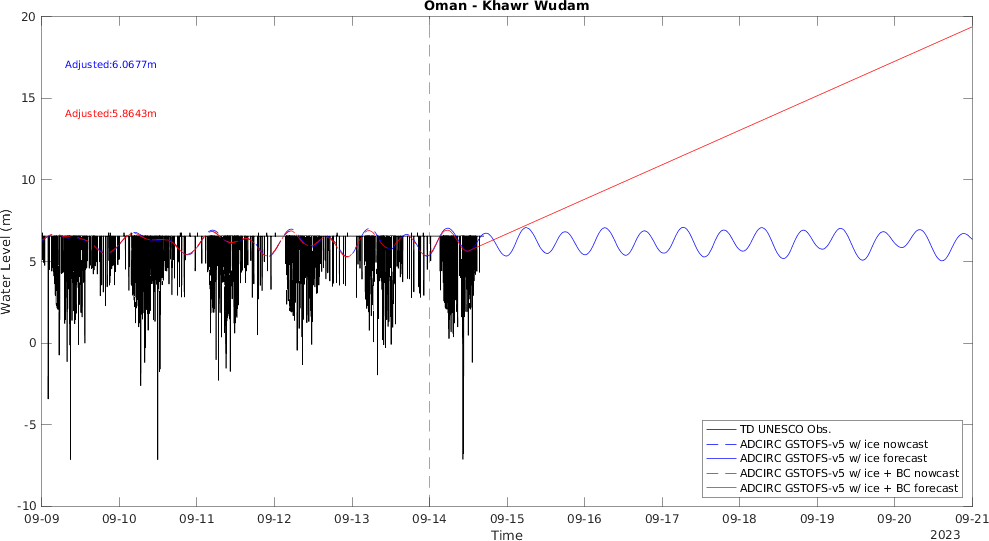 Oman - Khawr Wudam
20
15
10
5
0
-5
-10
Water Level (m)
Adjusted:6.0677m
Adjusted:5.8643m
TD UNESCO Obs.
ADCIRC GSTOFS-v5 w/ ice nowcast
ADCIRC GSTOFS-v5 w/ ice forecast
ADCIRC GSTOFS-v5 w/ ice + BC nowcast
ADCIRC GSTOFS-v5 w/ ice + BC forecast
09-09 09-10 09-11 09-12 09-13 09-14 09-15 09-16 09-17 09-18 09-19 09-20 09-21
Time
2023